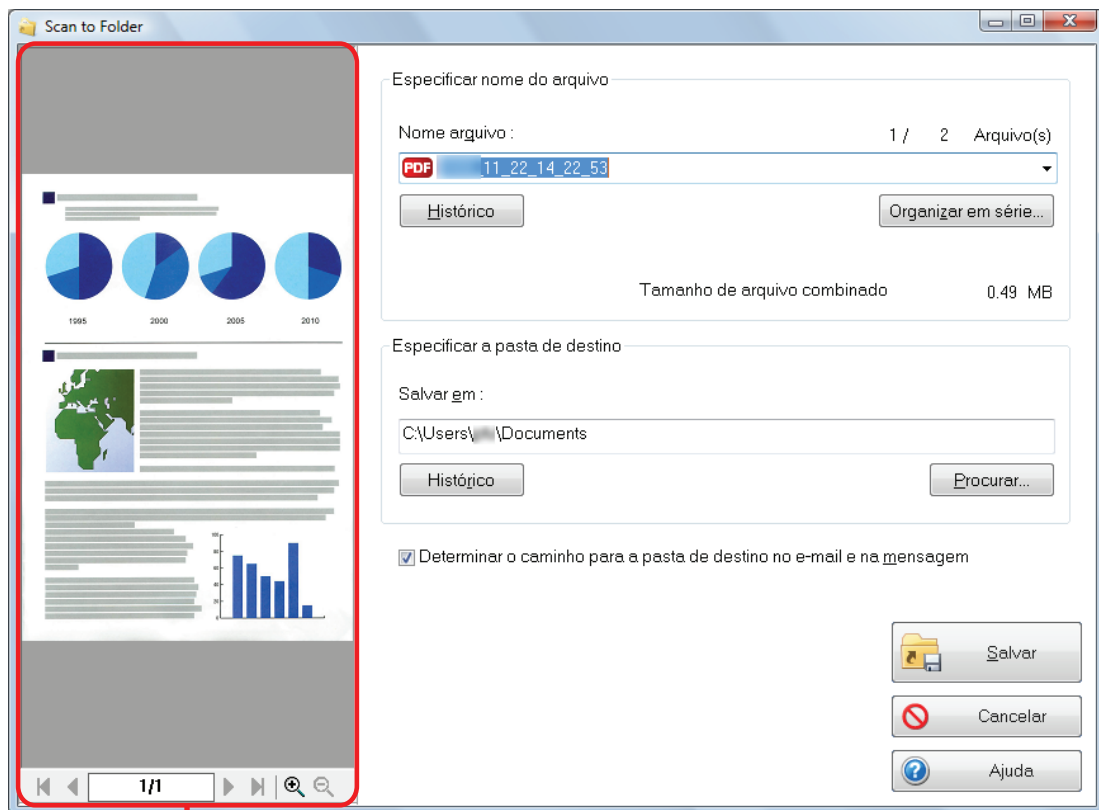 Scan to Folder
Especificar nome do arquivo
Nome arquivo :
1 / 2 Arquivo(s)
PDF _11_22_14_22_53
Histórico
Organizar em série...
Tamanho de arquivo combinado 0.49 MB
Especificar a pasta de destino
Salvar em :
C:\Users\ \Documents
Histórico
Procurar...
Determinar o caminho para a pasta de destino no e-mail e na mensagem
Salvar
Cancelar
Ajuda
1995 2000 2005 2010
1/1